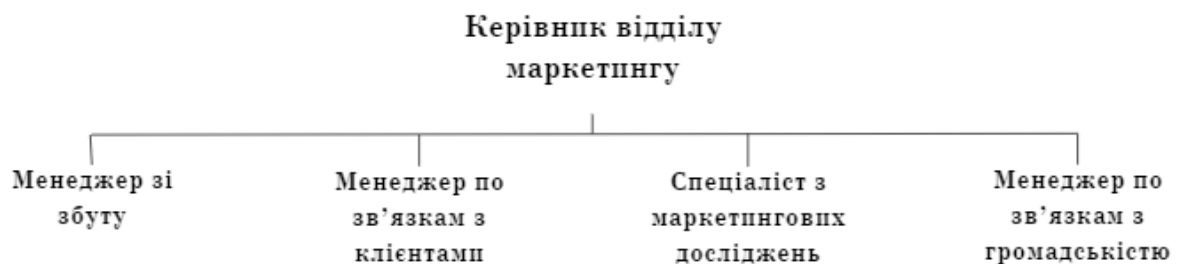 Керівник відділу
маркетингу
Менеджер зі
збуту
Менеджер по
зв’язкам з
клієнтами
Спеціаліст з
маркетингових
досліджень
Менеджер по
зв’язкам з
громадськістю